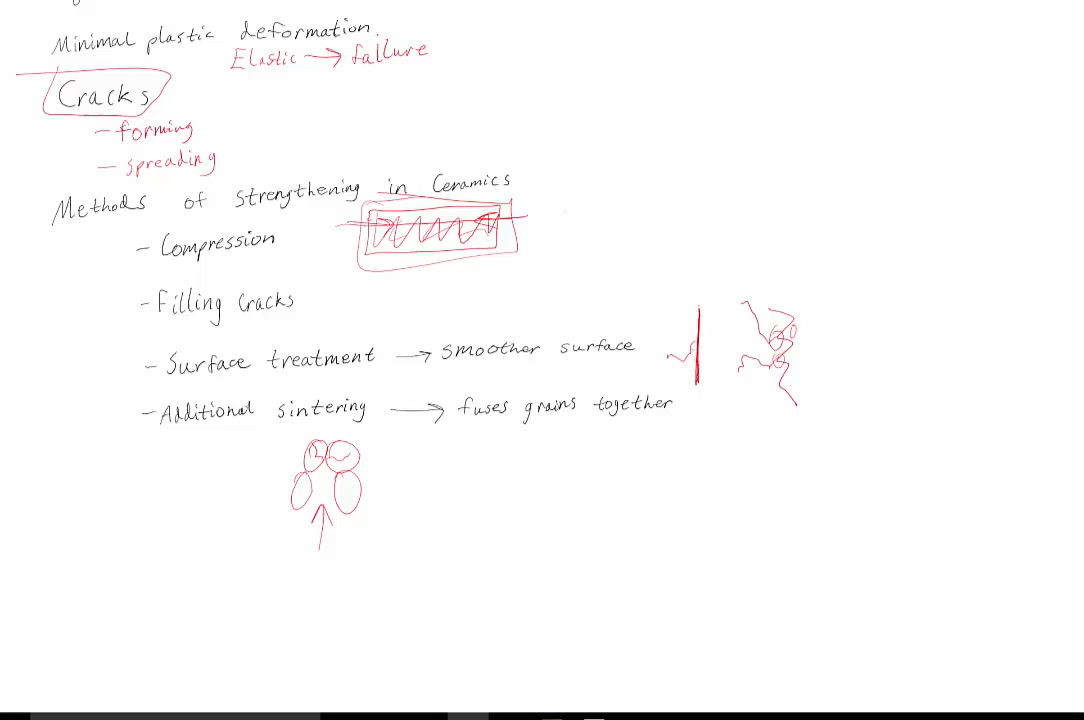 Minimal plastic deformation.
Elastic → failure
Cracks
- forming
- spreading
Methods of strengthening in Ceramics
- Compression
- Filling Cracks
- Surface treatment → smoother surface
- Additional sintering → fuses grains together